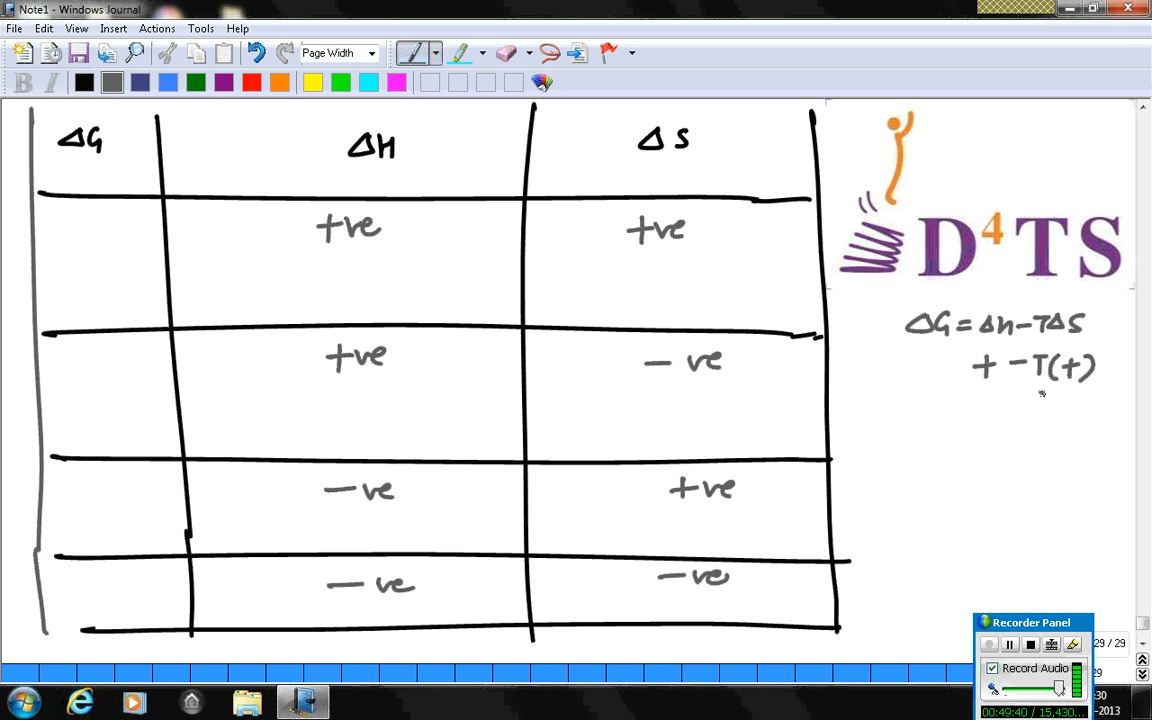 Note1 - Windows Journal
File Edit View Insert Actions Tools Help
Page Width
B I
ΔG ΔH ΔS
+ve +ve
+ve - ve
-ve +ve
-ve -ve
D4TS
ΔG = ΔH - TΔS
+ - T(+)
Recorder Panel
Record Audio
00:49:40 / 15,430...
29 / 29
29
:30
-2013